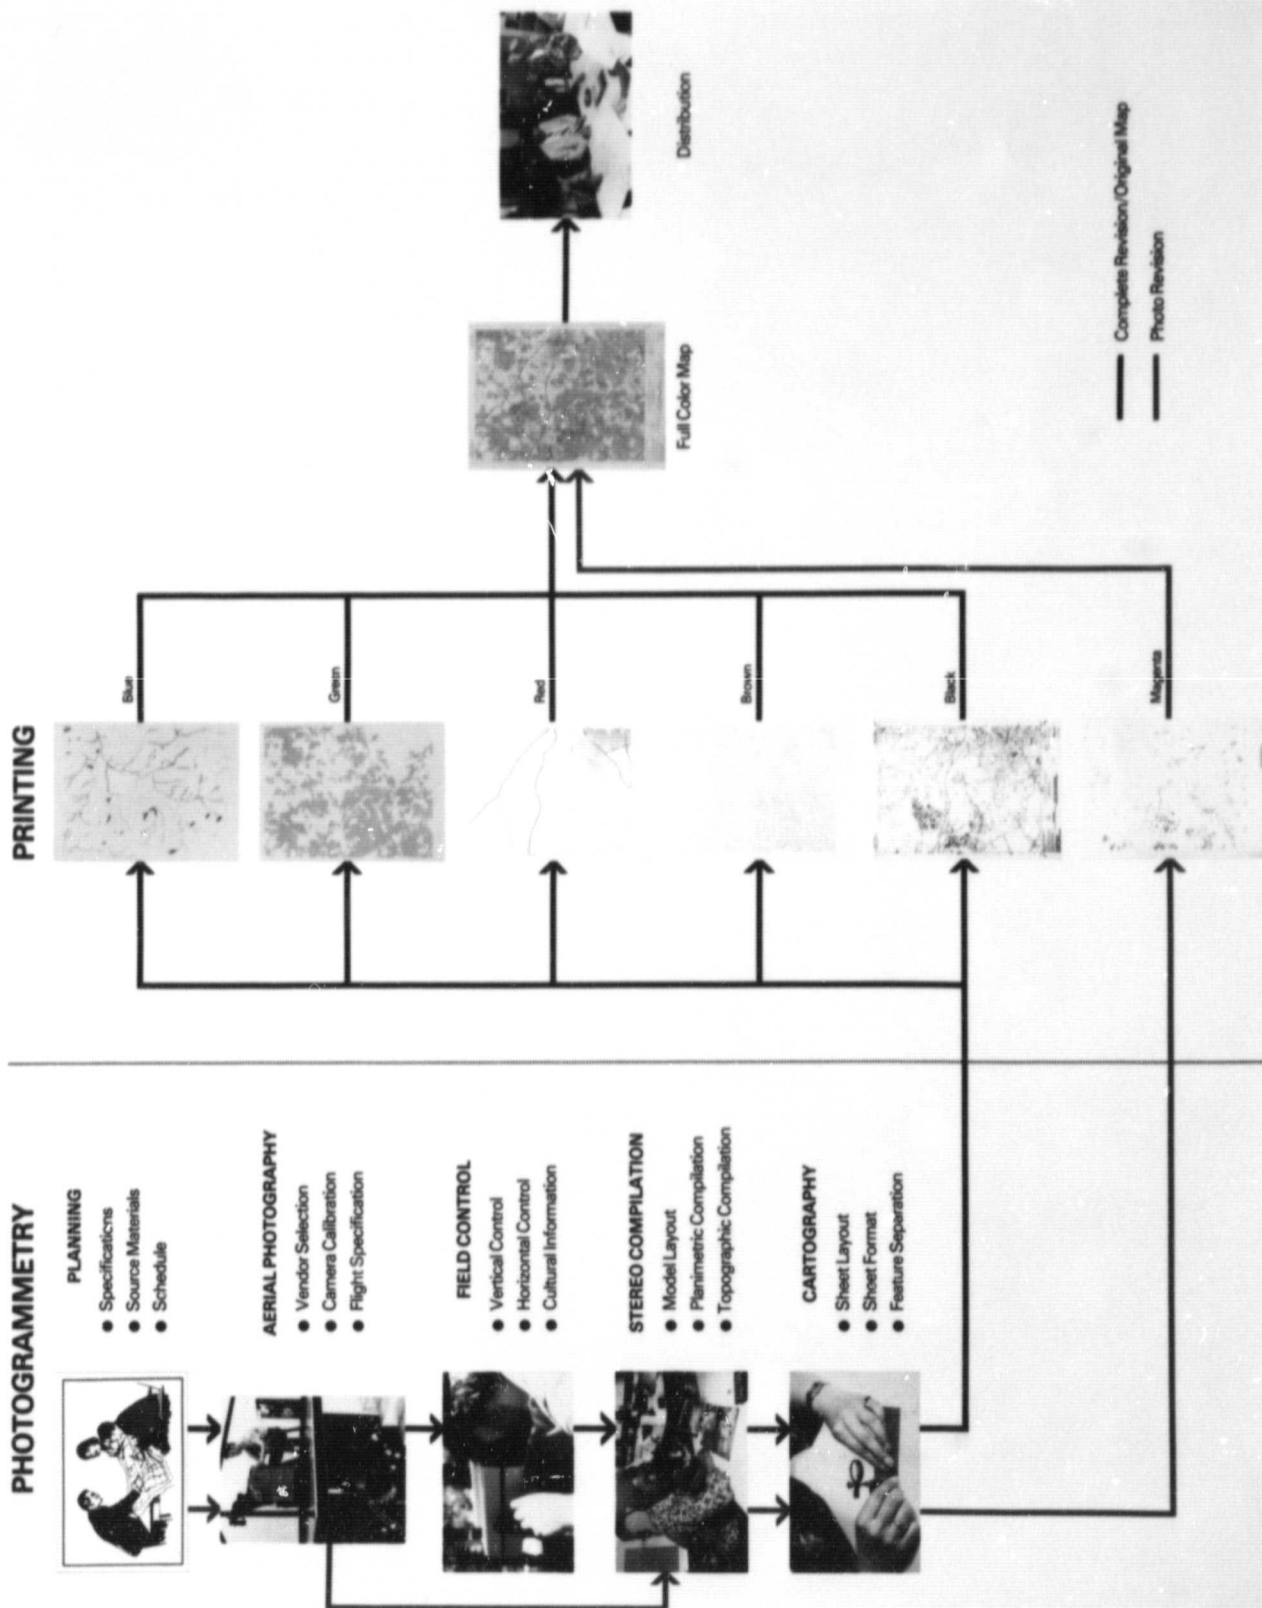 PHOTOGRAMMETRY
PLANNING
● Specifications
● Source Materials
● Schedule
AERIAL PHOTOGRAPHY
● Vendor Selection
● Camera Calibration
● Flight Specification
FIELD CONTROL
● Vertical Control
● Horizontal Control
● Cultural Information
STEREO COMPILATION
● Model Layout
● Planimetric Compilation
● Topographic Compilation
CARTOGRAPHY
● Sheet Layout
● Sheet Format
● Feature Separation
PRINTING
Blue
Green
Red
Brown
Black
Magenta
Full Color Map
Distribution
Complete Revision/Original Map
Photo Revision